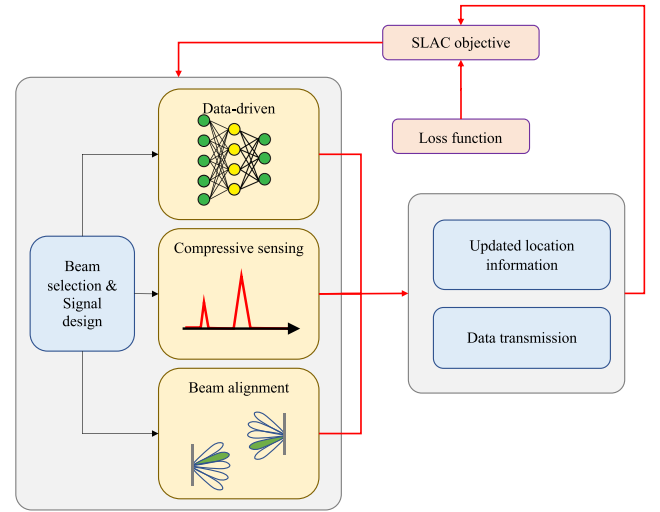 SLAC objective
Loss function
Data-driven
Compressive sensing
Beam alignment
Beam
selection &
Signal
design
Updated location
information
Data transmission